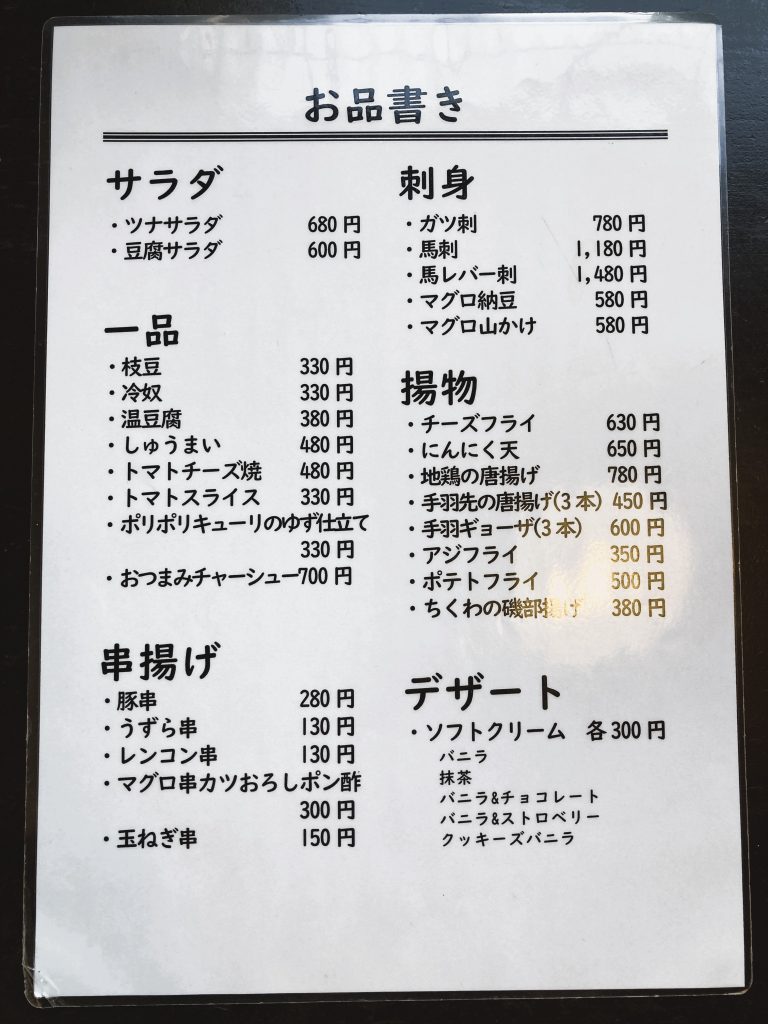 お品書き
サラダ
・ツナサラダ 680円
・豆腐サラダ 600円
一品
・枝豆 330円
・冷奴 330円
・温豆腐 380円
・しゅうまい 480円
・トマトチーズ焼 480円
・トマトスライス 330円
・ポリポリキューリのゆず仕立て
330円
・おつまみチャーシュー700円
串揚げ
・豚串 280円
・うずら串 130円
・レンコン串 130円
・マグロ串カツおろしポン酢
300円
・玉ねぎ串 150円
刺身
・ガツ刺 780円
・馬刺 1,180円
・馬レバー刺 1,480円
・マグロ納豆 580円
・マグロ山かけ 580円
揚物
・チーズフライ 630円
・にんにく天 650円
・地鶏の唐揚げ 780円
・手羽先の唐揚げ(3本) 450円
・手羽ギョーザ(3本) 600円
・アジフライ 350円
・ポテトフライ 500円
・ちくわの磯部揚げ 380円
デザート
・ソフトクリーム 各300円
バニラ
抹茶
バニラ&チョコレート
バニラ&ストロベリー
クッキーズバニラ